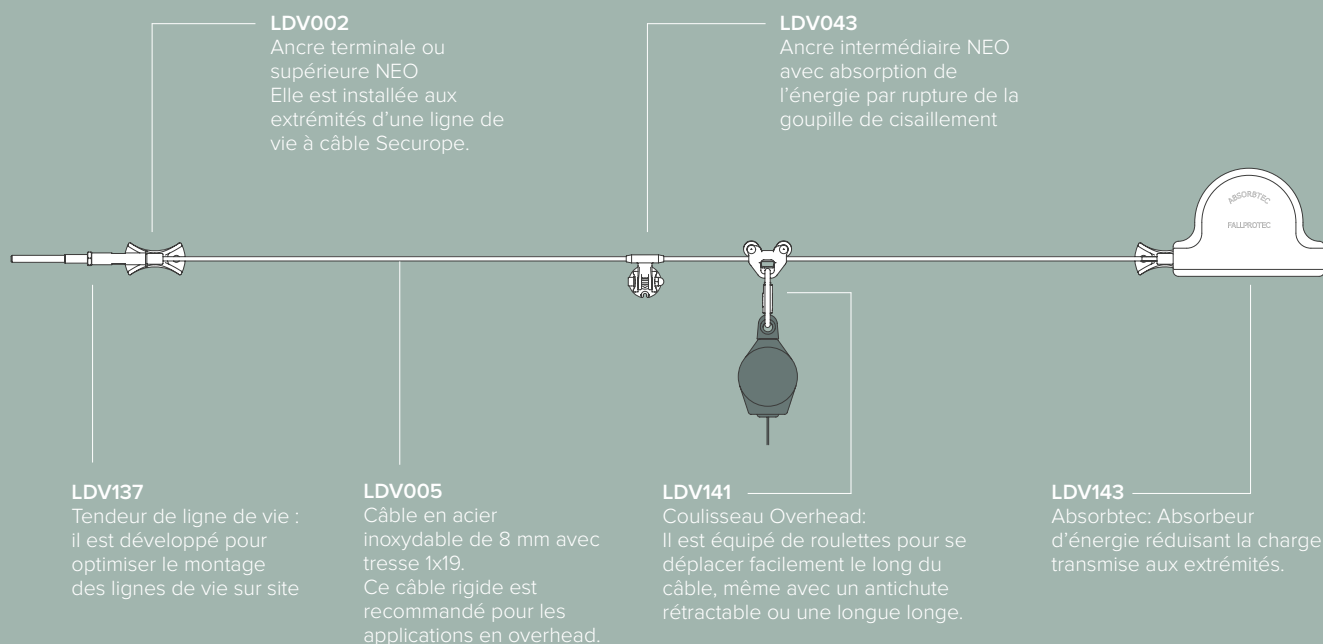 LDV002
Ancre terminale ou
supérieure NEO
Elle est installée aux
extrémités d'une ligne de
vie à câble Securope.
LDV043
Ancre intermédiaire NEO
avec absorption de
l'énergie par rupture de la
goupille de cisaillement
ABSORBTEC
FALLPROTEC
LDV137
Tendeur de ligne de vie :
il est développé pour
optimiser le montage
des lignes de vie sur site
LDV005
Câble en acier
inoxydable de 8 mm avec
tresse 1x19.
Ce câble rigide est
recommandé pour les
applications en overhead.
LDV141
Coulisseau Overhead:
Il est équipé de roulettes pour se
déplacer facilement le long du
câble, même avec un antichute
rétractable ou une longue longe.
LDV143
Absorbtec: Absorbeur
d'énergie réduisant la charge
transmise aux extrémités.